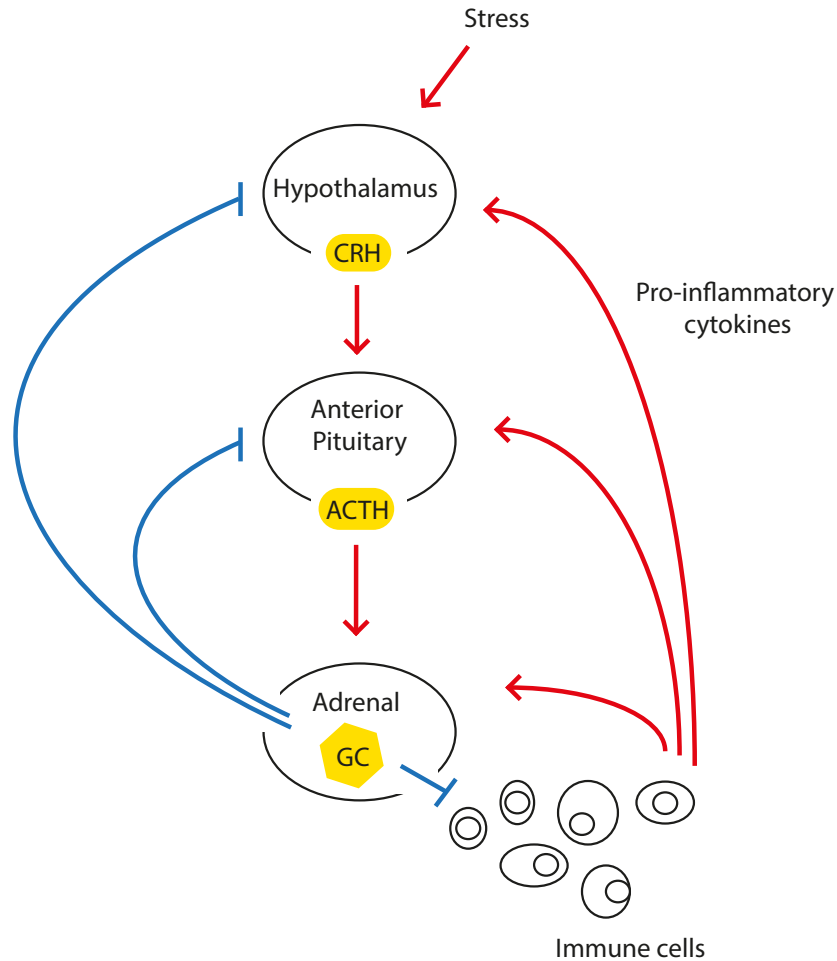 Stress
Hypothalamus
CRH
Pro-inflammatory
cytokines
Anterior
Pituitary
ACTH
Adrenal
GC
Immune cells